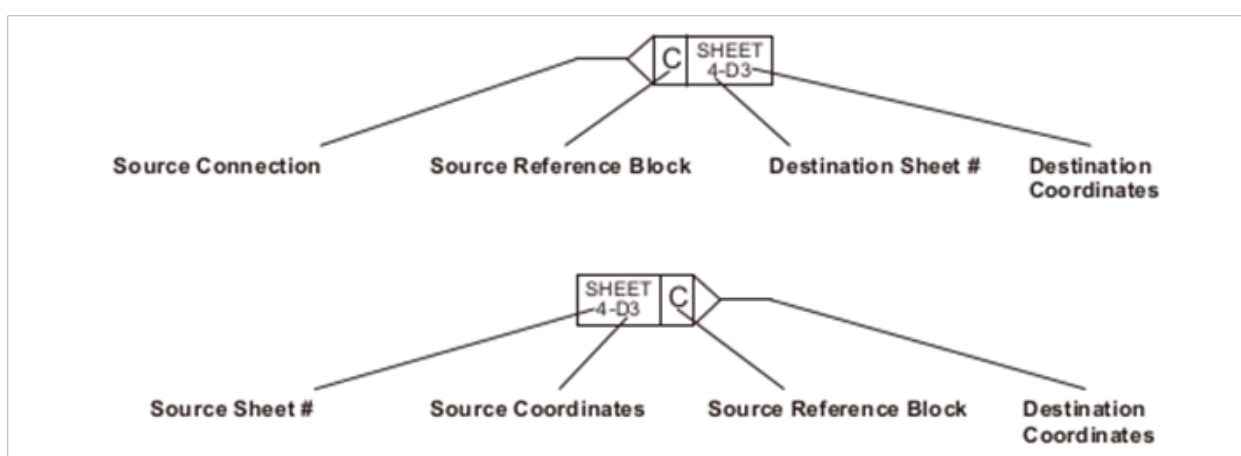 C
SHEET
4-D3
Source Connection
Source Reference Block
Destination Sheet #
Destination
Coordinates
SHEET
4-D3
C
Source Sheet #
Source Coordinates
Source Reference Block
Destination
Coordinates